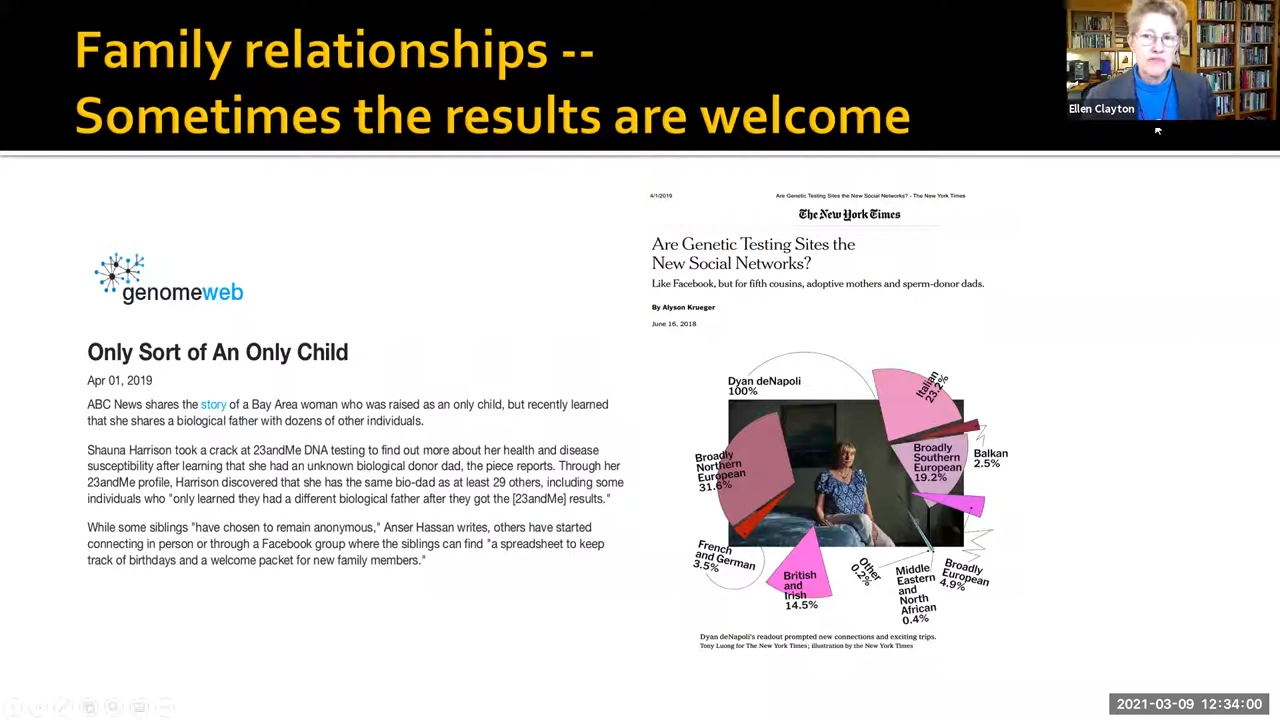 Family relationships --
Sometimes the results are welcome
Ellen Clayton
genomeweb
Only Sort of An Only Child
Apr 01, 2019
ABC News shares the story of a Bay Area woman who was raised as an only child, but recently learned
that she shares a biological father with dozens of other individuals.
Shauna Harrison took a crack at 23andMe DNA testing to find out more about her health and disease
susceptibility after learning that she had an unknown biological donor dad, the piece reports. Through her
23andMe profile, Harrison discovered that she has the same bio-dad as at least 29 others, including some
individuals who "only learned they had a different biological father after they got the [23andMe] results."
While some siblings "have chosen to remain anonymous," Anser Hassan writes, others have started
connecting in person or through a Facebook group where the siblings can find "a spreadsheet to keep
track of birthdays and a welcome packet for new family members."
4/1/2019
Are Genetic Testing Sites the New Social Networks? - The New York Times
The New York Times
Are Genetic Testing Sites the
New Social Networks?
Like Facebook, but for fifth cousins, adoptive mothers and sperm-donor dads.
By Alyson Krueger
June 16, 2018
Dyan deNapoli
100%
Italian
23.2%
Broadly
Northern
European
31.6%
Broadly
Southern
European
19.2%
Balkan
2.5%
French
and German
3.5%
British
and
Irish
14.5%
Other
0.2%
Middle
Eastern
and
North
African
0.4%
Broadly
European
4.9%
Dyan deNapoli's readout prompted new connections and exciting trips.
Tony Luong for The New York Times; illustration by the New York Times
2021-03-09 12:34:00